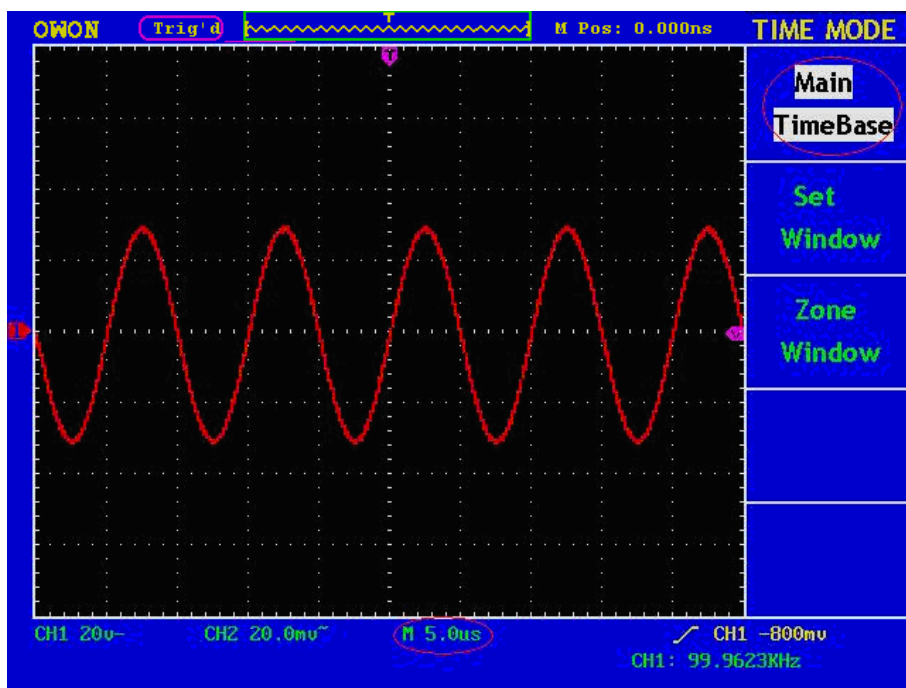 OWON Trig'd T M Pos: 0.000ns TIME MODE
T
Main
TimeBase
Set
Window
Zone
Window
1
CH1 20v- CH2 20.0mv~ M 5.0us CH1 -800mv
CH1: 99.9623KHz